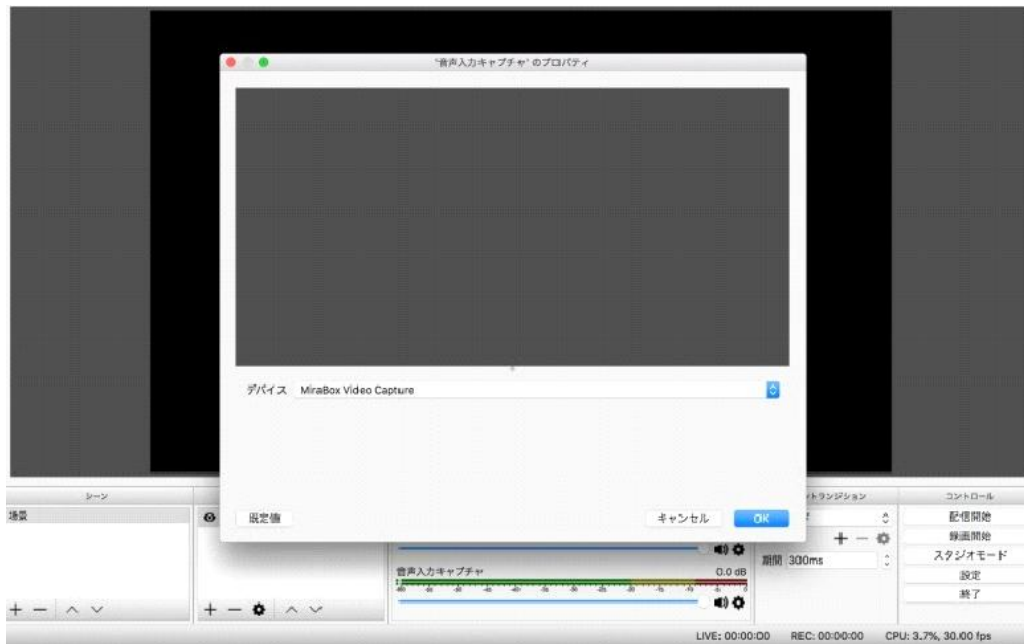 "音声入力キャプチャ" のプロパティ
デバイス MiraBox Video Capture
既定値
キャンセル
OK
シーン
トランジション
コントロール
場景
配信開始
録画開始
スタジオモード
設定
終了
期間 300ms
音声入力キャプチャ
0.0 dB
LIVE: 00:00:00
REC: 00:00:00
CPU: 3.7%, 30.00 fps